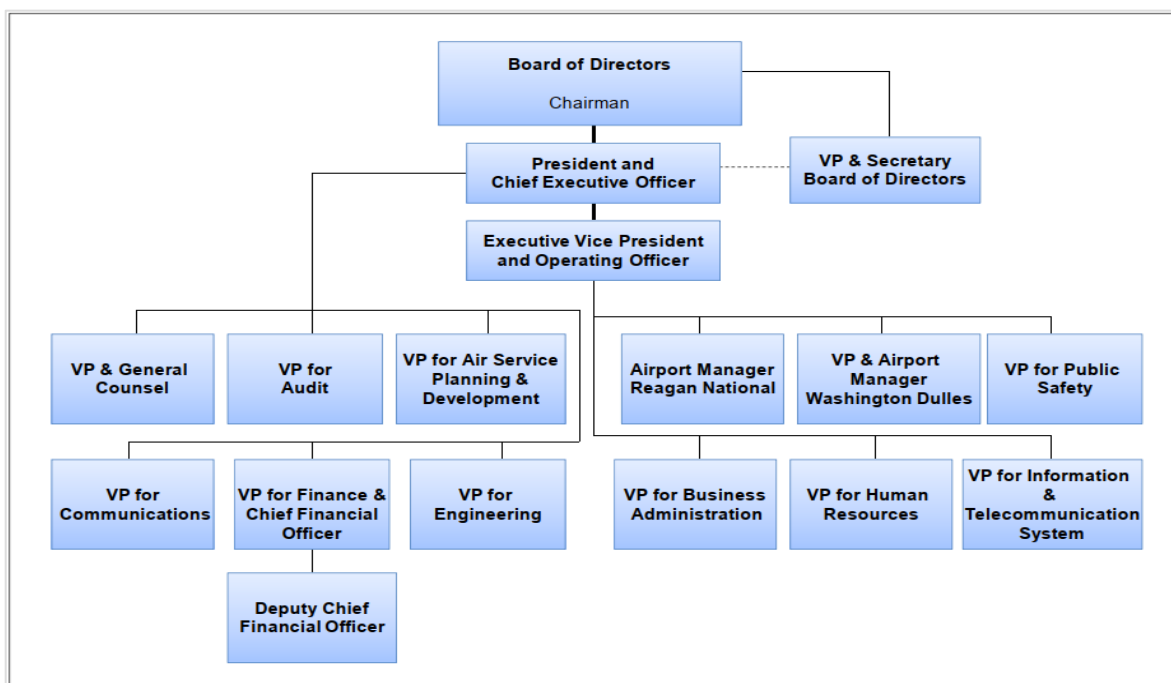 Board of Directors
Chairman
President and
Chief Executive Officer
VP & Secretary
Board of Directors
Executive Vice President
and Operating Officer
VP & General
Counsel
VP for
Audit
VP for Air Service
Planning &
Development
Airport Manager
Reagan National
VP & Airport
Manager
Washington Dulles
VP for Public
Safety
VP for
Communications
VP for Finance &
Chief Financial
Officer
VP for
Engineering
VP for Business
Administration
VP for Human
Resources
VP for Information
&
Telecommunication
System
Deputy Chief
Financial Officer